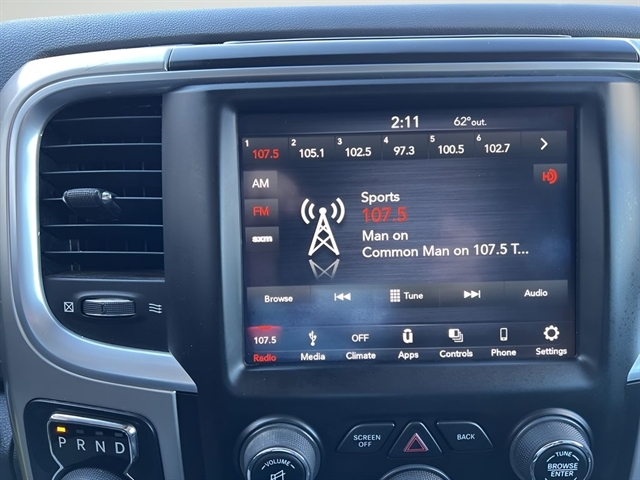 2:11 62° out.
1 107.5 2 105.1 3 102.5 4 97.3 5 100.5 6 102.7
AM
FM
sxm
HD
Sports
107.5
Man on
Common Man on 107.5 T...
Browse Tune Audio
107.5 OFF
Radio Media Climate Apps Controls Phone Settings
P R N D
VOLUME
SCREEN OFF
BACK
TUNE
BROWSE
ENTER